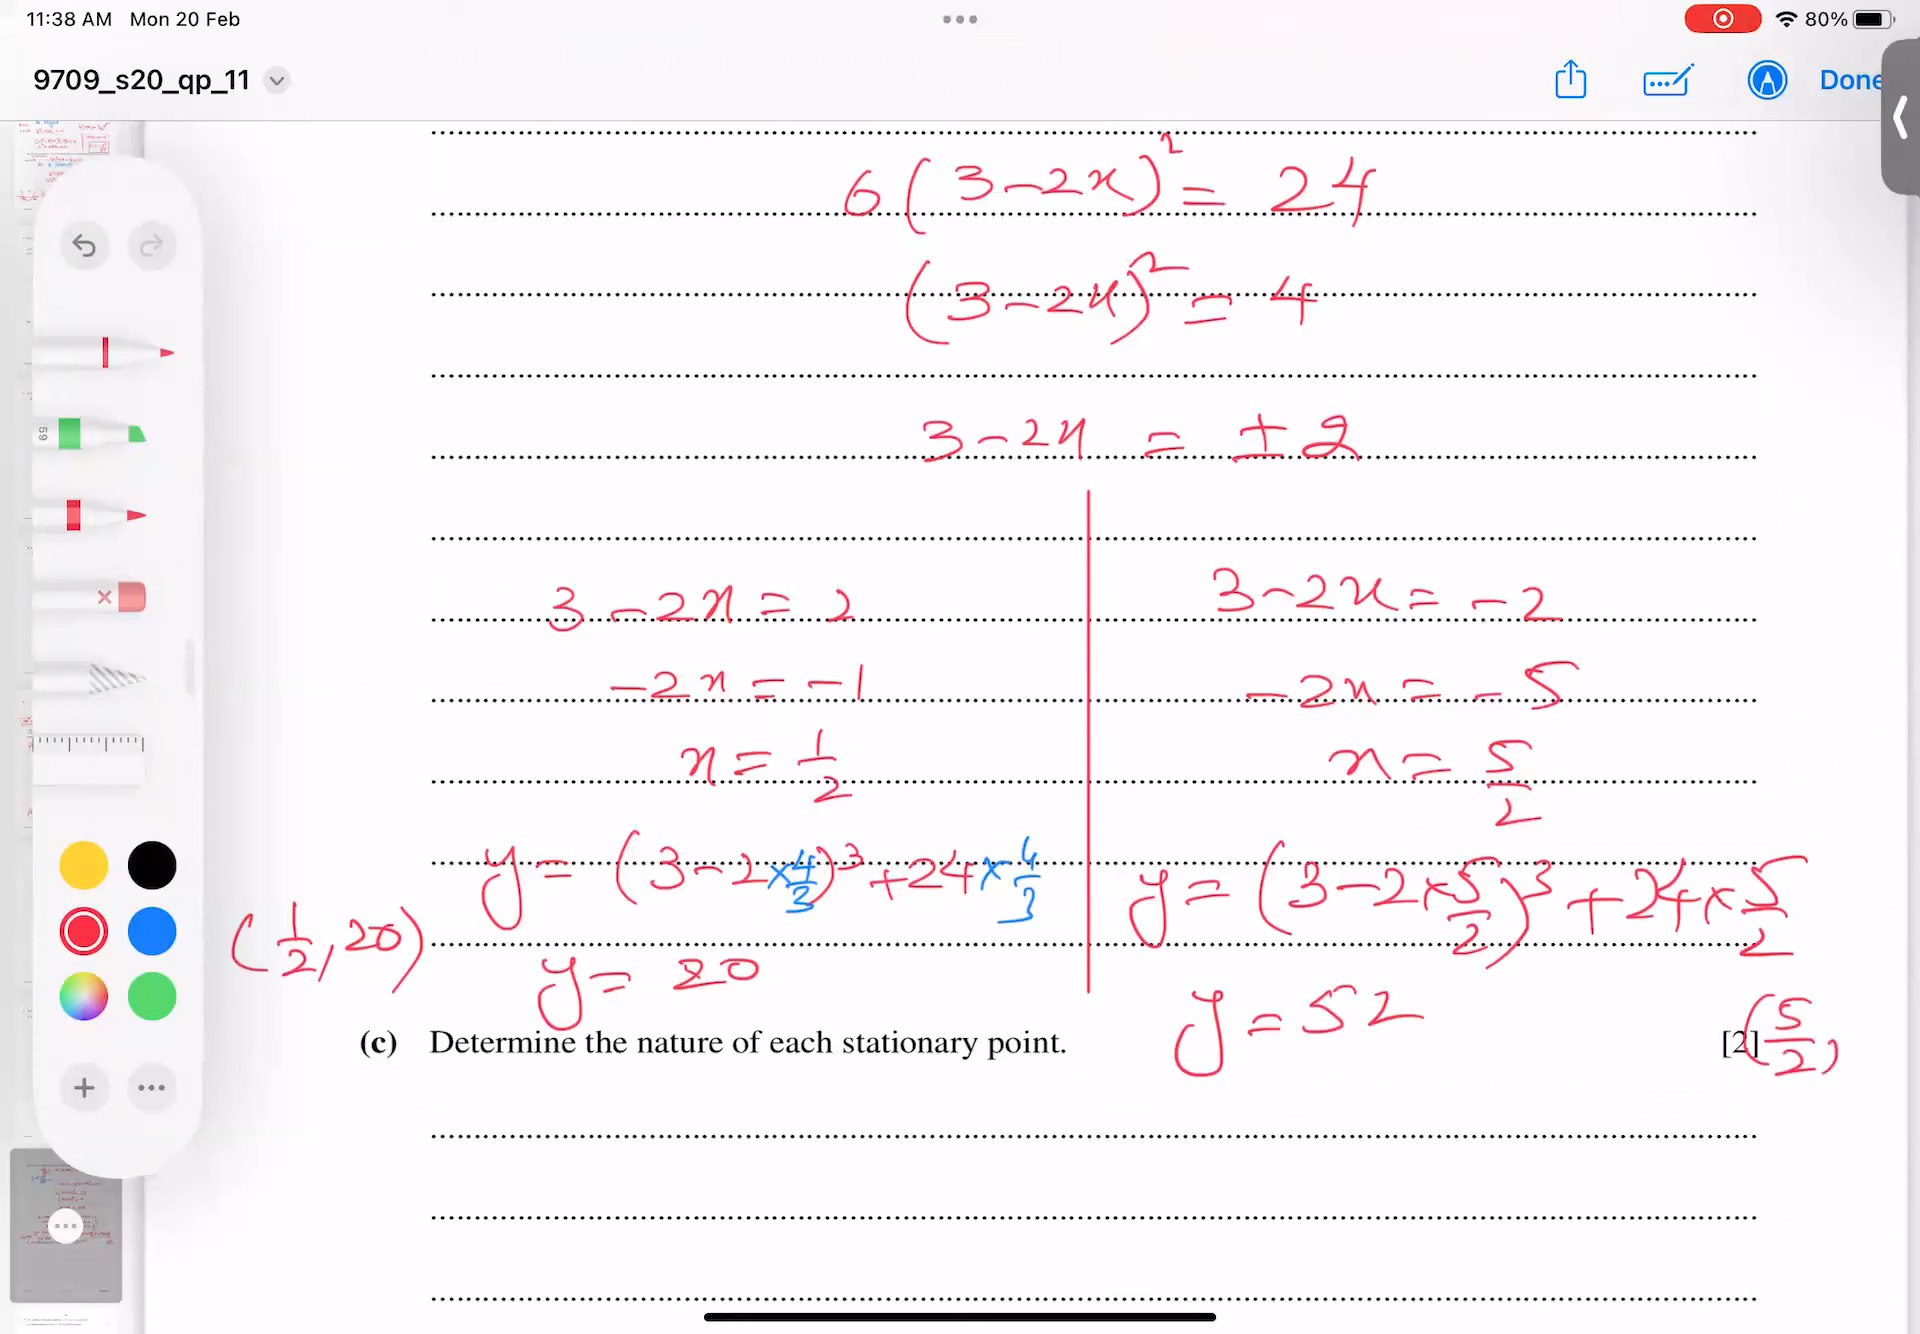 11:38 AM Mon 20 Feb
80%
9709_s20_qp_11
Done
6(3-2x)² = 24
(3-2x)² = 4
3-2x = ±2
3-2x = 2
3-2x = -2
-2x = -1
-2x = -5
x = 1/2
x = 5/2
y = (3-2×4/3)³+24×4/3
y = (3-2×5/2)³+24×5/2
(1/2, 20)
y = 20
y = 52
(c) Determine the nature of each stationary point. [2]
(5/2,)
59